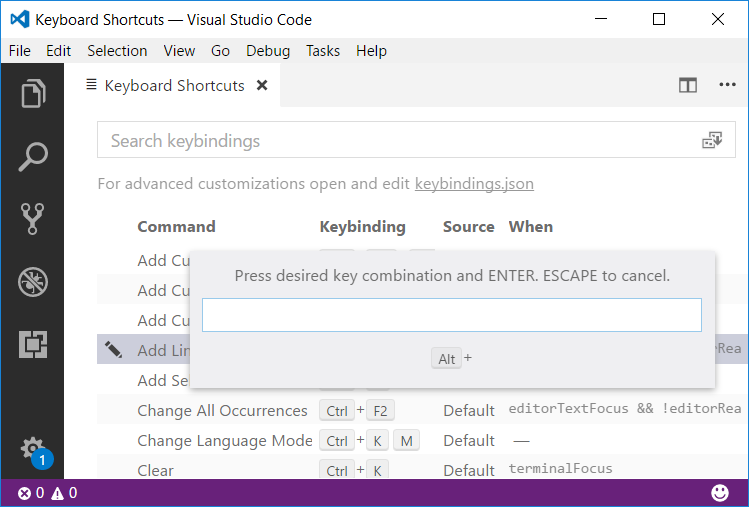 Keyboard Shortcuts — Visual Studio Code
File Edit Selection View Go Debug Tasks Help
Keyboard Shortcuts
Search keybindings
For advanced customizations open and edit keybindings.json
Command Keybinding Source When
Add Cu
Press desired key combination and ENTER. ESCAPE to cancel.
Add Cu
Add Cu
Add Lin
Alt +
Rea
Add Se
Change All Occurrences Ctrl + F2 Default editorTextFocus && !editorRea
Change Language Mode Ctrl + K M Default —
Clear Ctrl + K Default terminalFocus
1
0 0